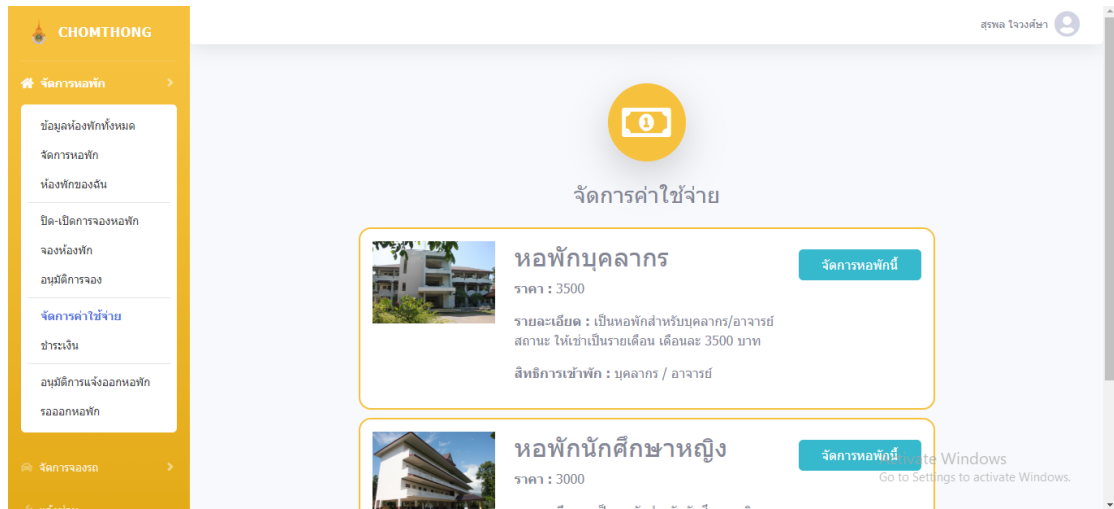 CHOMTHONG
สุรพล ใจวงศ์ษา
จัดการหอพัก
ข้อมูลห้องพักทั้งหมด
จัดการหอพัก
ห้องพักของฉัน
ปิด-เปิดการจองหอพัก
จองห้องพัก
อนุมัติการจอง
จัดการค่าใช้จ่าย
ชำระเงิน
อนุมัติการแจ้งออกหอพัก
รอออกหอพัก
จัดการจองรถ
1
จัดการค่าใช้จ่าย
หอพักบุคลากร
จัดการหอพักนี้
ราคา : 3500
รายละเอียด : เป็นหอพักสำหรับบุคลากร/อาจารย์
สถานะ ให้เช่าเป็นรายเดือน เดือนละ 3500 บาท
สิทธิการเข้าพัก : บุคลากร / อาจารย์
หอพักนักศึกษาหญิง
จัดการหอพักนี้
ราคา : 3000
Activate Windows
Go to Settings to activate Windows.